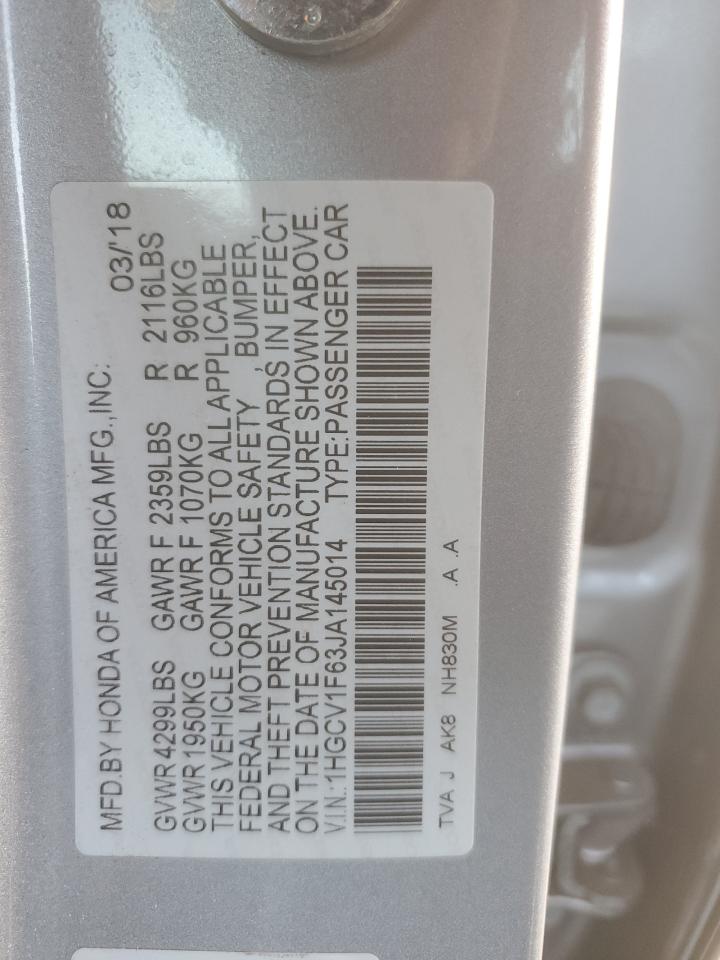 MFD.BY HONDA OF AMERICA MFG.,INC. 03/'18
GVWR 4299LBS GAWR F 2359LBS R 2116LBS
GVWR 1950KG GAWR F 1070KG R 960KG
THIS VEHICLE CONFORMS TO ALL APPLICABLE
FEDERAL MOTOR VEHICLE SAFETY , BUMPER,
AND THEFT PREVENTION STANDARDS IN EFFECT
ON THE DATE OF MANUFACTURE SHOWN ABOVE.
V.I.N.:1HGCV1F63JA145014 TYPE:PASSENGER CAR
TVA J AK8 NH830M .A .A